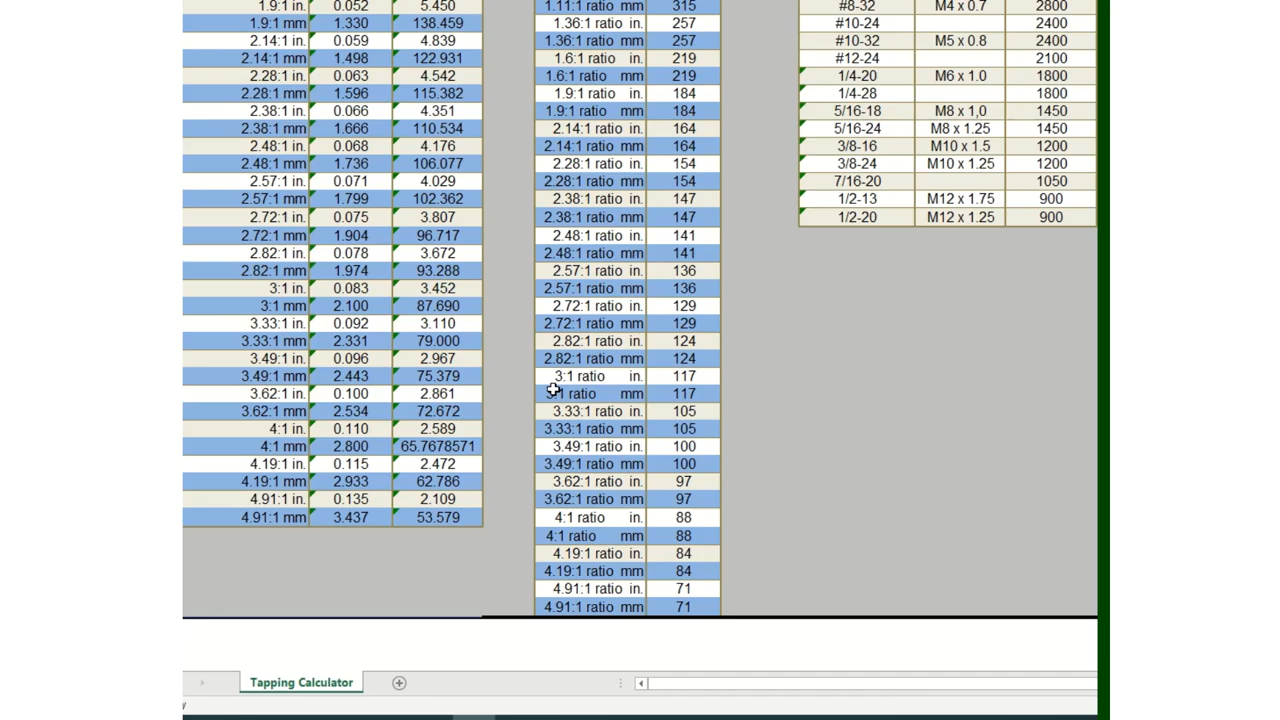 1.9:1 in. 0.052 5.450
1.9:1 mm 1.330 138.459
2.14:1 in. 0.059 4.839
2.14:1 mm 1.498 122.931
2.28:1 in. 0.063 4.542
2.28:1 mm 1.596 115.382
2.38:1 in. 0.066 4.351
2.38:1 mm 1.666 110.534
2.48:1 in. 0.068 4.176
2.48:1 mm 1.736 106.077
2.57:1 in. 0.071 4.029
2.57:1 mm 1.799 102.362
2.72:1 in. 0.075 3.807
2.72:1 mm 1.904 96.717
2.82:1 in. 0.078 3.672
2.82:1 mm 1.974 93.288
3:1 in. 0.083 3.452
3:1 mm 2.100 87.690
3.33:1 in. 0.092 3.110
3.33:1 mm 2.331 79.000
3.49:1 in. 0.096 2.967
3.49:1 mm 2.443 75.379
3.62:1 in. 0.100 2.861
3.62:1 mm 2.534 72.672
4:1 in. 0.110 2.589
4:1 mm 2.800 65.7678571
4.19:1 in. 0.115 2.472
4.19:1 mm 2.933 62.786
4.91:1 in. 0.135 2.109
4.91:1 mm 3.437 53.579
1.11:1 ratio mm 315
1.36:1 ratio in. 257
1.36:1 ratio mm 257
1.6:1 ratio in. 219
1.6:1 ratio mm 219
1.9:1 ratio in. 184
1.9:1 ratio mm 184
2.14:1 ratio in. 164
2.14:1 ratio mm 164
2.28:1 ratio in. 154
2.28:1 ratio mm 154
2.38:1 ratio in. 147
2.38:1 ratio mm 147
2.48:1 ratio in. 141
2.48:1 ratio mm 141
2.57:1 ratio in. 136
2.57:1 ratio mm 136
2.72:1 ratio in. 129
2.72:1 ratio mm 129
2.82:1 ratio in. 124
2.82:1 ratio mm 124
3:1 ratio in. 117
3:1 ratio mm 117
3.33:1 ratio in. 105
3.33:1 ratio mm 105
3.49:1 ratio in. 100
3.49:1 ratio mm 100
3.62:1 ratio in. 97
3.62:1 ratio mm 97
4:1 ratio in. 88
4:1 ratio mm 88
4.19:1 ratio in. 84
4.19:1 ratio mm 84
4.91:1 ratio in. 71
4.91:1 ratio mm 71
#8-32 M4 x 0.7 2800
#10-24 2400
#10-32 M5 x 0.8 2400
#12-24 2100
1/4-20 M6 x 1.0 1800
1/4-28 1800
5/16-18 M8 x 1,0 1450
5/16-24 M8 x 1.25 1450
3/8-16 M10 x 1.5 1200
3/8-24 M10 x 1.25 1200
7/16-20 1050
1/2-13 M12 x 1.75 900
1/2-20 M12 x 1.25 900
Tapping Calculator